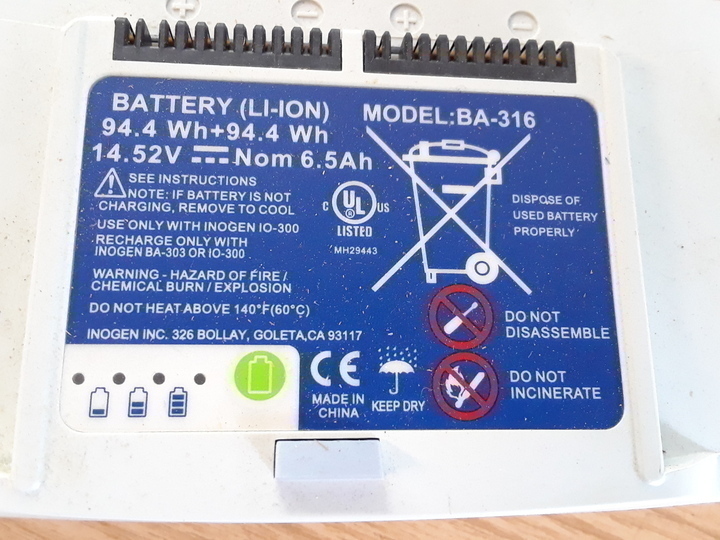 BATTERY (LI-ION)
94.4 Wh+94.4 Wh
14.52V Nom 6.5Ah
MODEL:BA-316
SEE INSTRUCTIONS
NOTE: IF BATTERY IS NOT
CHARGING, REMOVE TO COOL
USE ONLY WITH INOGEN IO-300
RECHARGE ONLY WITH
INOGEN BA-303 OR IO-300
WARNING - HAZARD OF FIRE /
CHEMICAL BURN / EXPLOSION
DO NOT HEAT ABOVE 140°F(60°C)
INOGEN INC. 326 BOLLAY, GOLETA,CA 93117
C UL US
LISTED
MH29443
DISPOSE OF
USED BATTERY
PROPERLY
DO NOT
DISASSEMBLE
DO NOT
INCINERATE
CE
MADE IN
CHINA
KEEP DRY